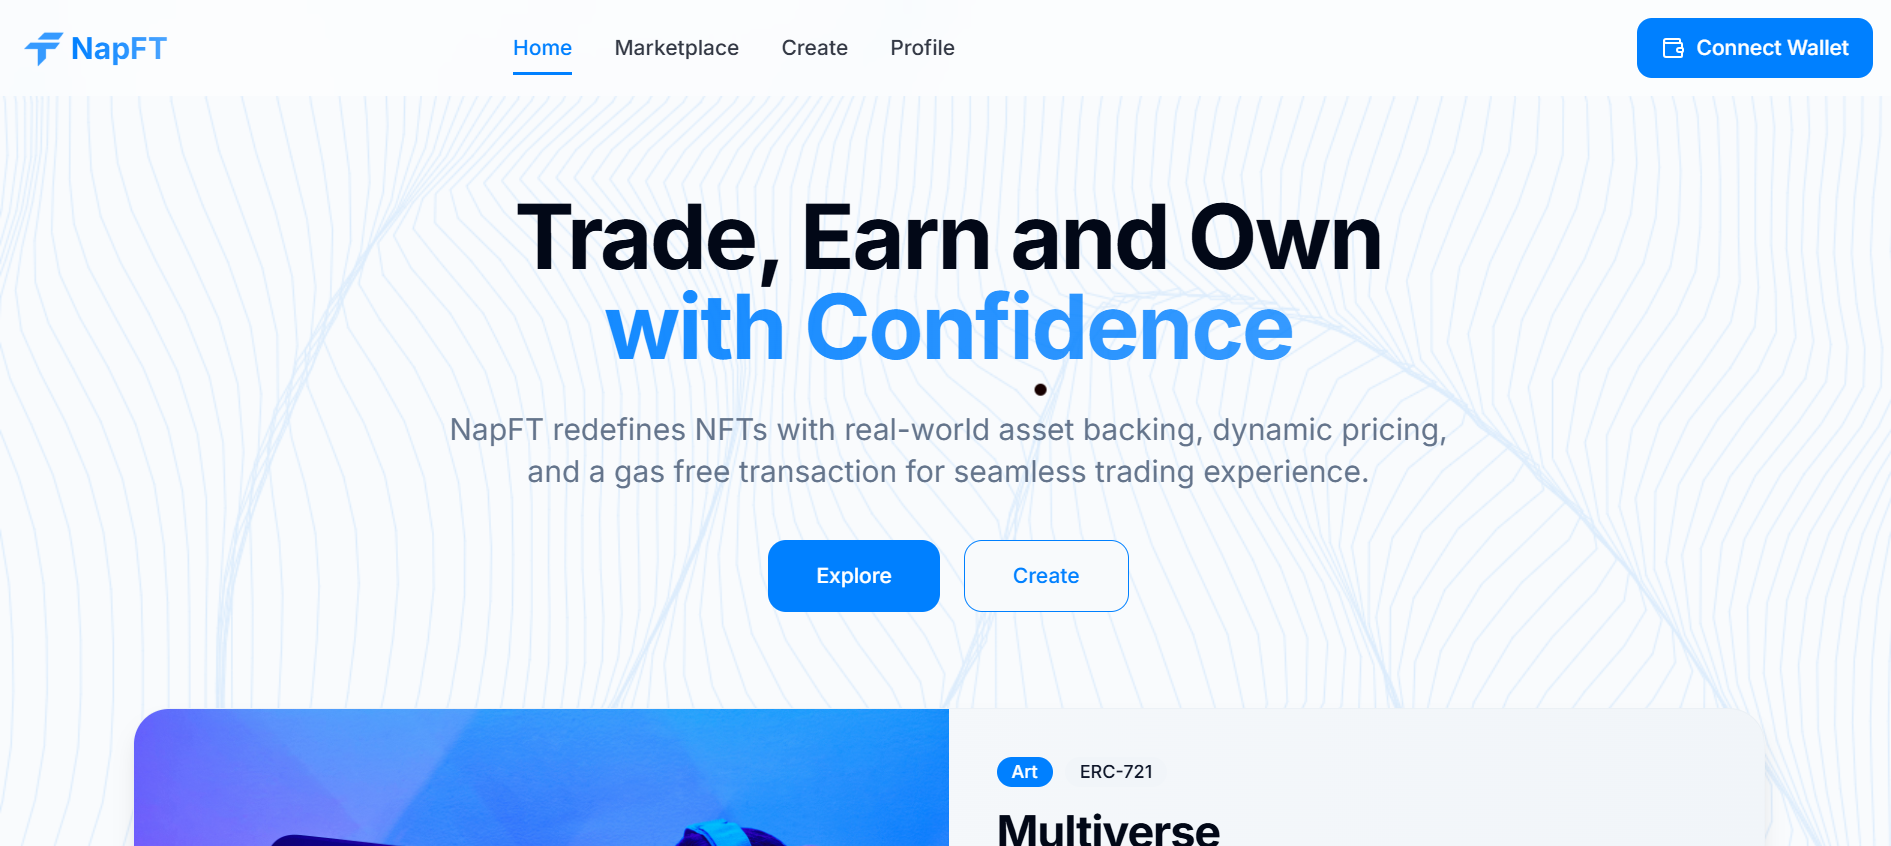 NapFT
Home
Marketplace
Create
Profile
Connect Wallet
Trade, Earn and Own
with Confidence
NapFT redefines NFTs with real-world asset backing, dynamic pricing,
and a gas free transaction for seamless trading experience.
Explore
Create
Art
ERC-721
Multiverse